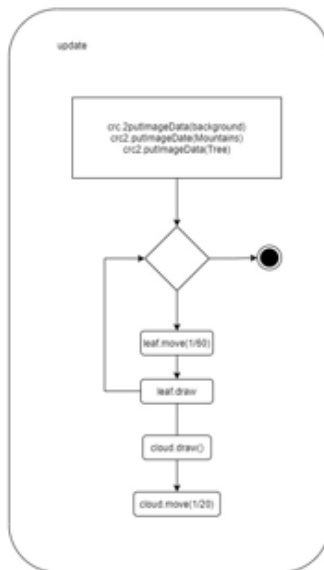 update
crc.2putImageData(background)
crc2.putImageDate(Mountains)
crc2.putImageData(Tree)
leaf.move(1/60)
leaf.draw
cloud.draw()
cloud.move(1/20)